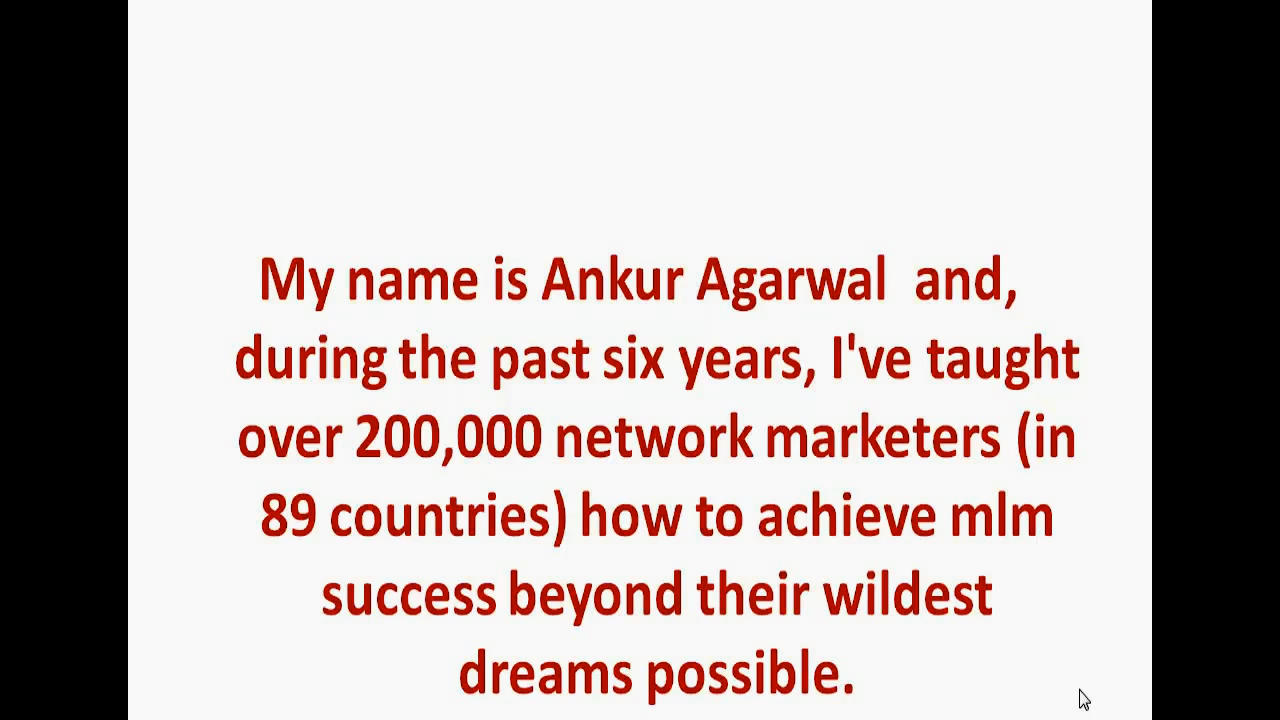 My name is Ankur Agarwal  and,
during the past six years, I've taught
over 200,000 network marketers (in
89 countries) how to achieve mlm
success beyond their wildest
dreams possible.